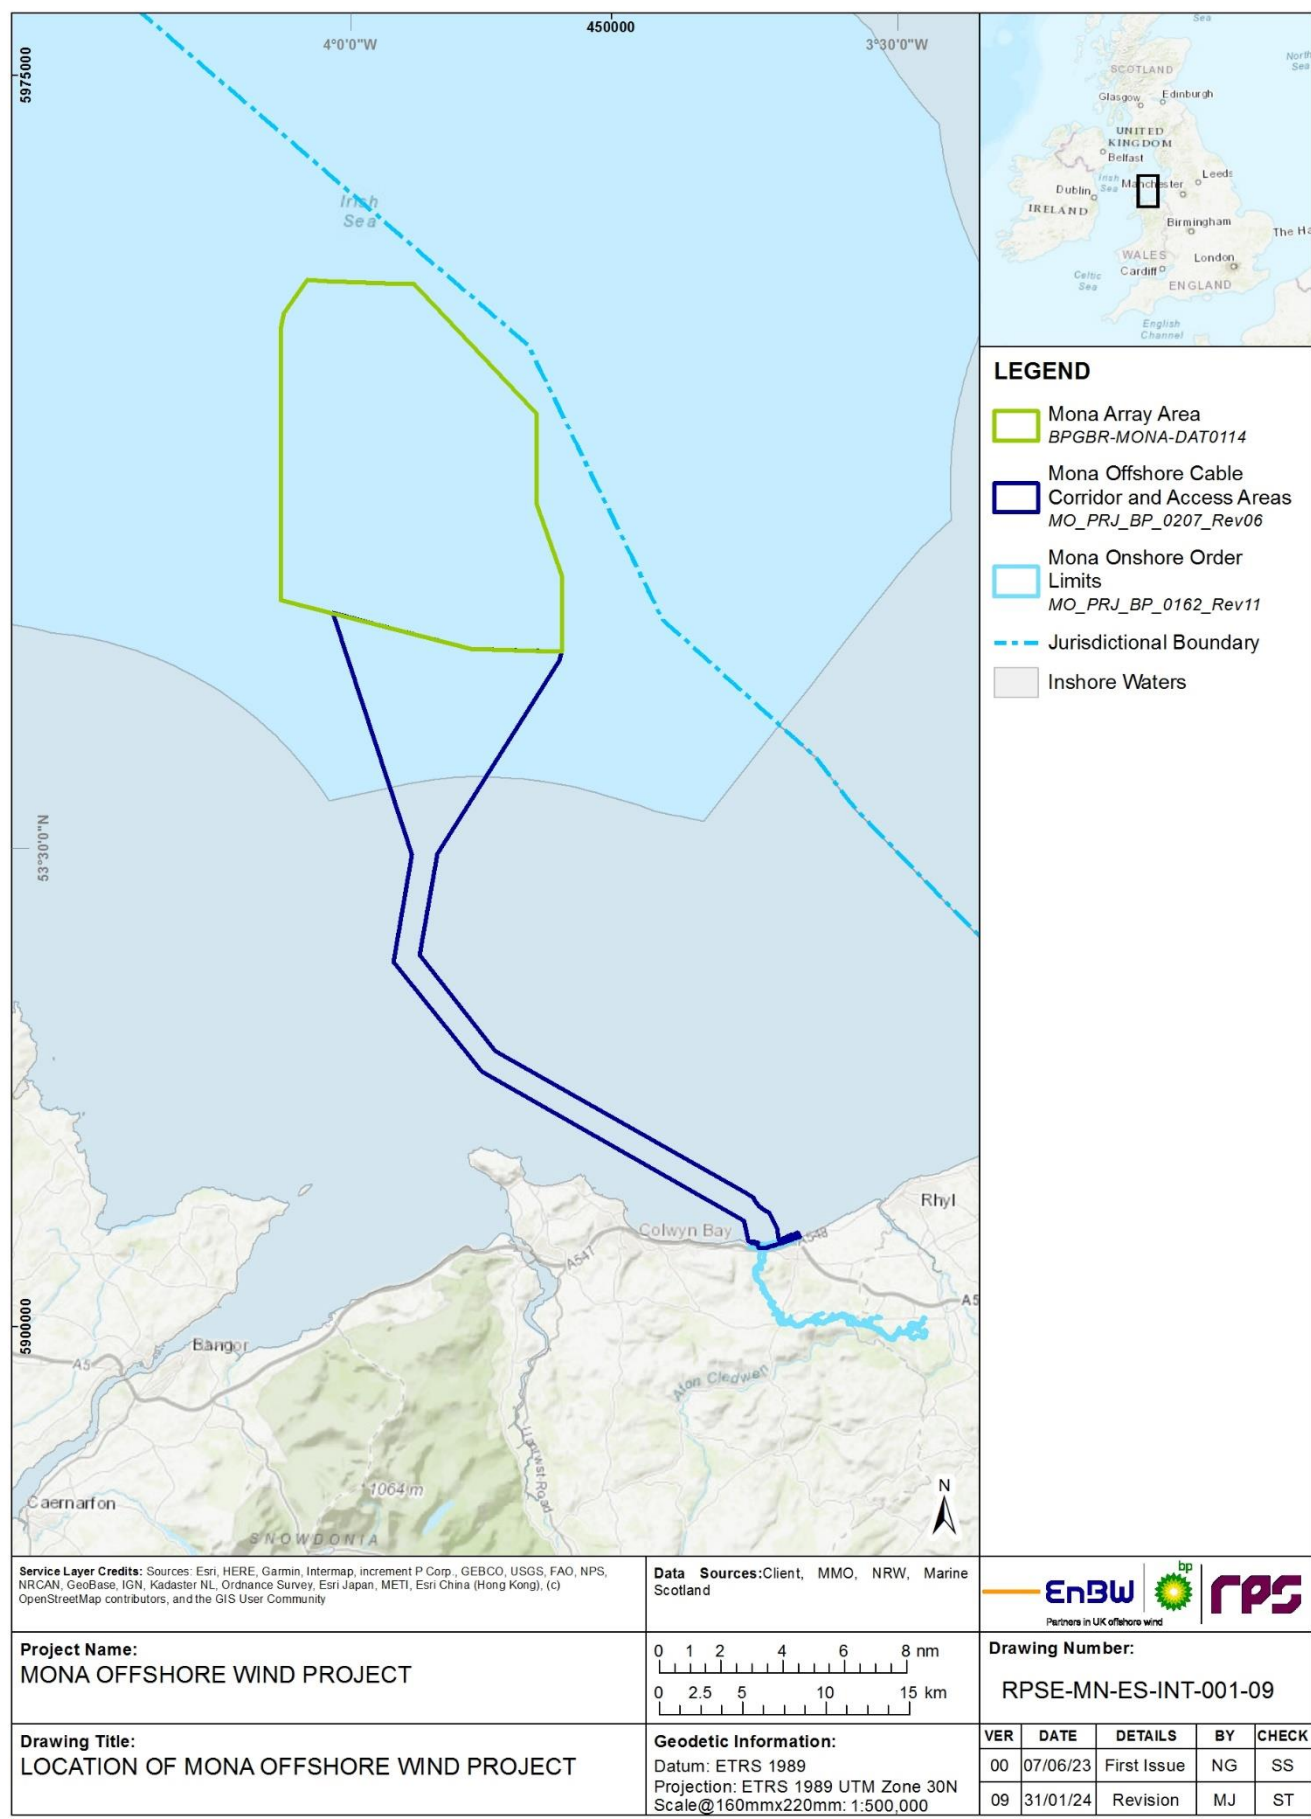 450000
4°0'0"W
3°30'0"W
5975000
Irish
Sea
53°30'0"N
5900000
Rhyl
Colwyn Bay
A548
A547
A5
Bangor
A5
Afon Cledwen
Llanrwst Road
1064 m
Caernarfon
SNOWDONIA
N
Sea
North
Sea
SCOTLAND
Glasgow
Edinburgh
UNITED
KINGDOM
Belfast
Irish
Sea
Manchester
Leeds
Dublin
IRELAND
Birmingham
The Ha
WALES
London
Cardiff
Celtic
Sea
ENGLAND
English
Channel
LEGEND
Mona Array Area
BPGBR-MONA-DAT0114
Mona Offshore Cable
Corridor and Access Areas
MO_PRJ_BP_0207_Rev06
Mona Onshore Order
Limits
MO_PRJ_BP_0162_Rev11
Jurisdictional Boundary
Inshore Waters
Service Layer Credits: Sources: Esri, HERE, Garmin, Intermap, increment P Corp., GEBCO, USGS, FAO, NPS,
NRCAN, GeoBase, IGN, Kadaster NL, Ordnance Survey, Esri Japan, METI, Esri China (Hong Kong), (c)
OpenStreetMap contributors, and the GIS User Community
Data Sources:Client, MMO, NRW, Marine
Scotland
EnBW bp rps
Partners in UK offshore wind
Project Name:
MONA OFFSHORE WIND PROJECT
0 1 2 4 6 8 nm
0 2.5 5 10 15 km
Drawing Number:
RPSE-MN-ES-INT-001-09
Drawing Title:
LOCATION OF MONA OFFSHORE WIND PROJECT
Geodetic Information:
Datum: ETRS 1989
Projection: ETRS 1989 UTM Zone 30N
Scale@160mmx220mm: 1:500,000
VER DATE DETAILS BY CHECK
00 07/06/23 First Issue NG SS
09 31/01/24 Revision MJ ST